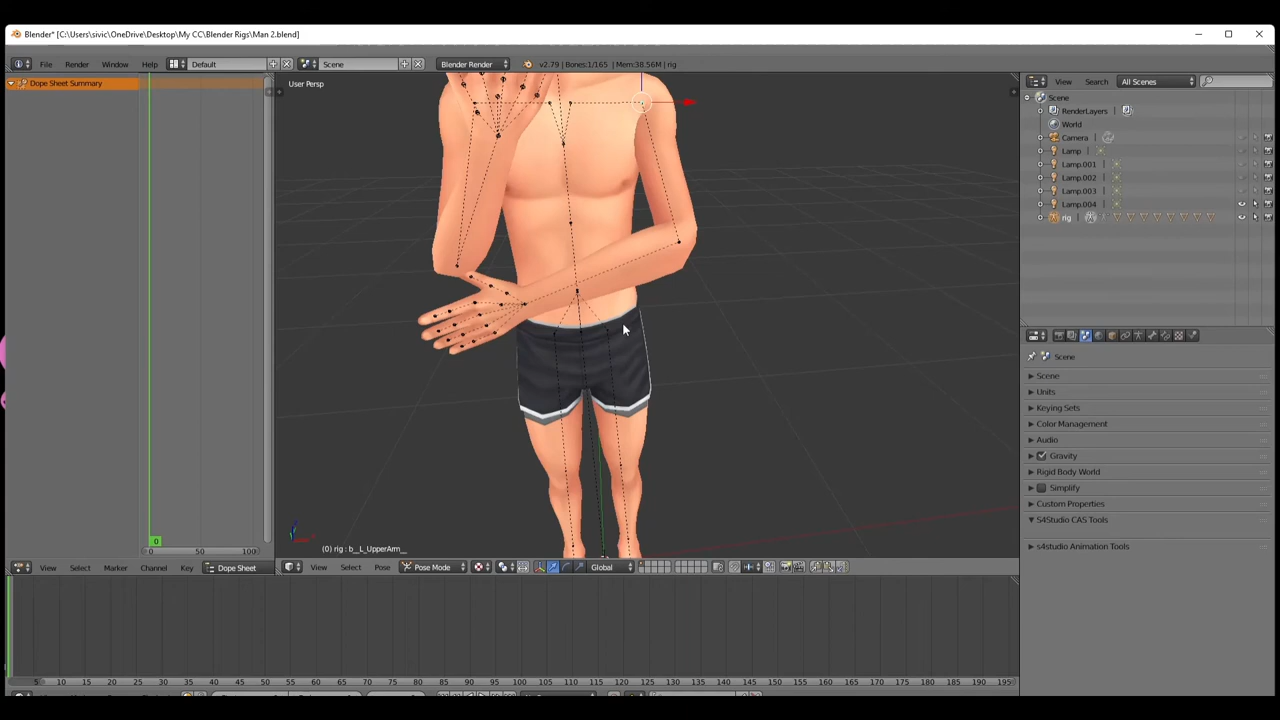 Blender* [C:\Users\sivic\OneDrive\Desktop\My CC\Blender Rigs\Man 2.blend]
File Render Window Help Default Scene Blender Render v2.79 | Bones:1/165 | Mem:38.56M | rig
Dope Sheet Summary
User Persp
View Search All Scenes
Scene
RenderLayers
World
Camera
Lamp
Lamp.001
Lamp.002
Lamp.003
Lamp.004
rig
Scene
Scene
Units
Keying Sets
Color Management
Audio
Gravity
Rigid Body World
Simplify
Custom Properties
S4Studio CAS Tools
s4studio Animation Tools
0
0 50 100
(0) rig : b__L_UpperArm__
View Select Marker Channel Key Dope Sheet
View Select Pose Pose Mode Global
5 10 15 20 25 30 35 40 45 50 55 60 65 70 75 80 85 90 95 100 105 110 115 120 125 130 135 140 145 150 155 160 165 170 175 180 185 190 195